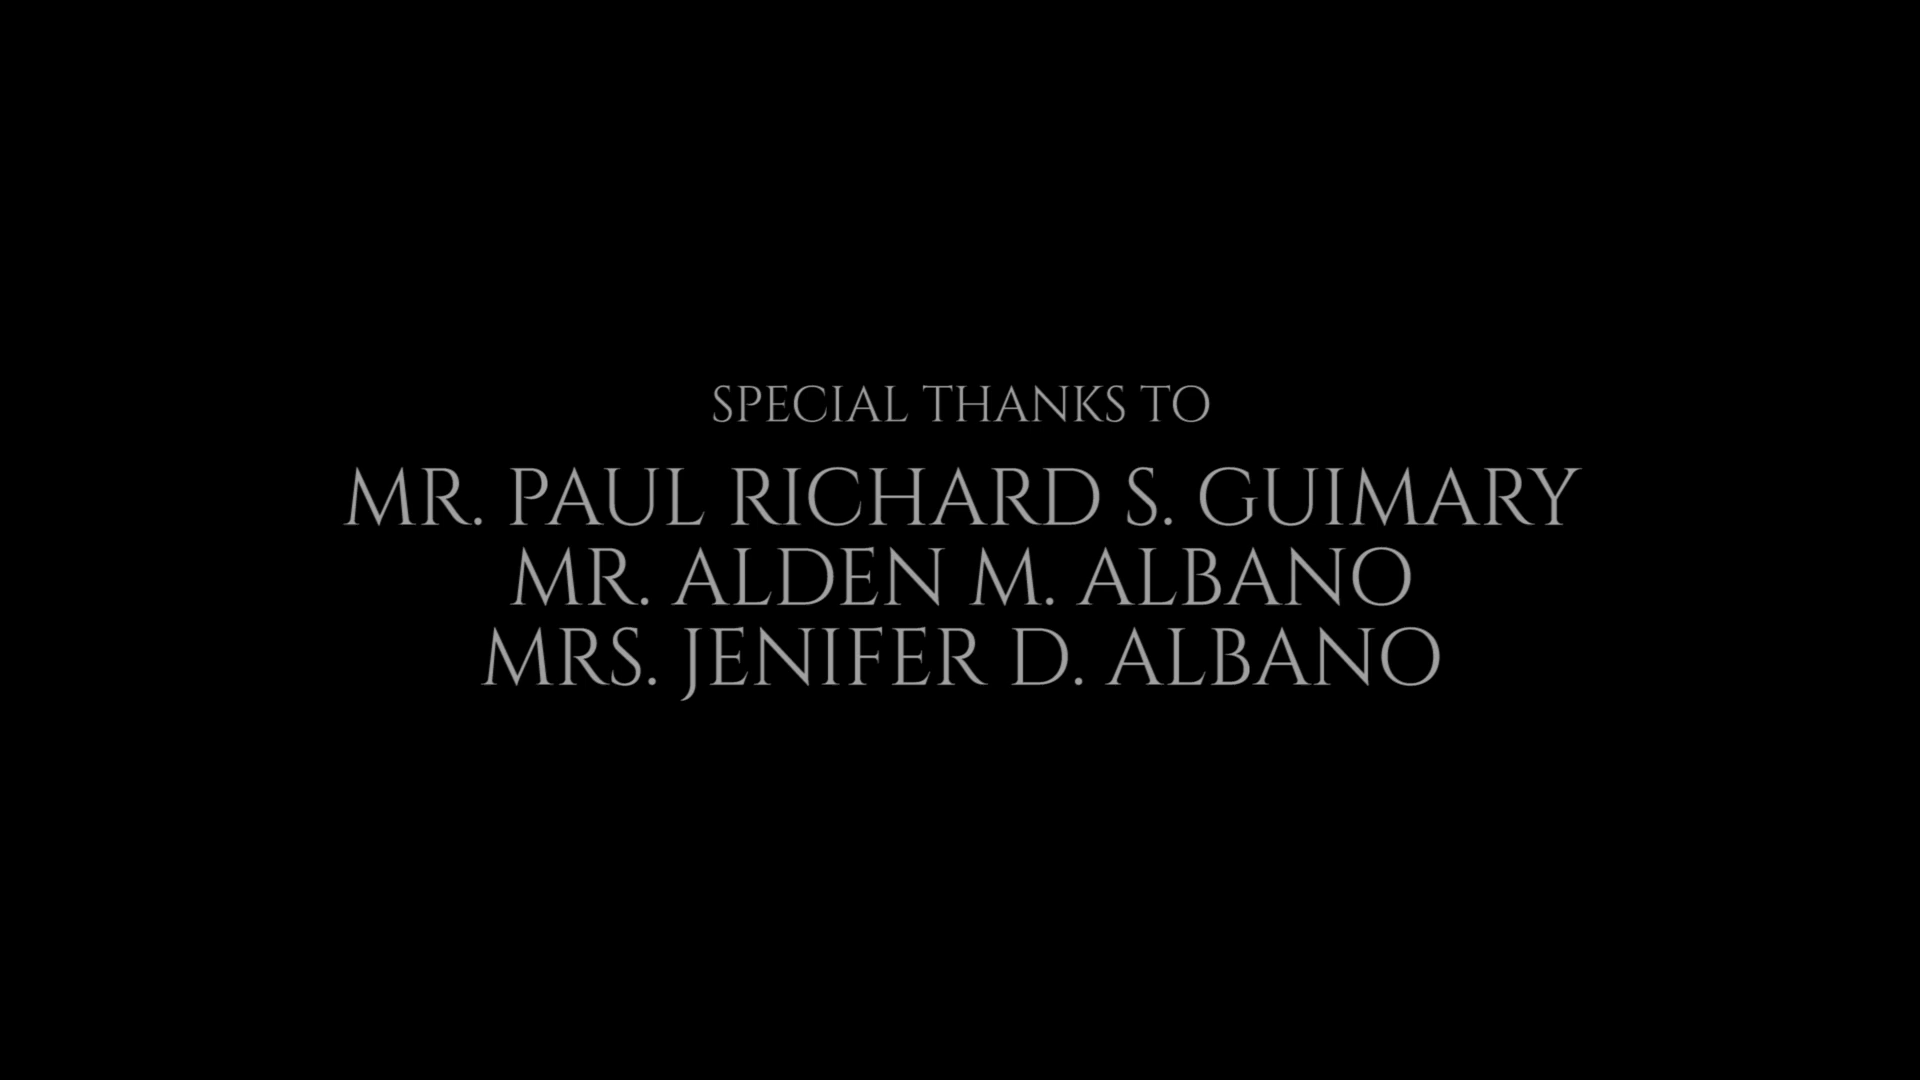 SPECIAL THANKS TO
MR. PAUL RICHARD S. GUIMARY
MR. ALDEN M. ALBANO
MRS. JENIFER D. ALBANO